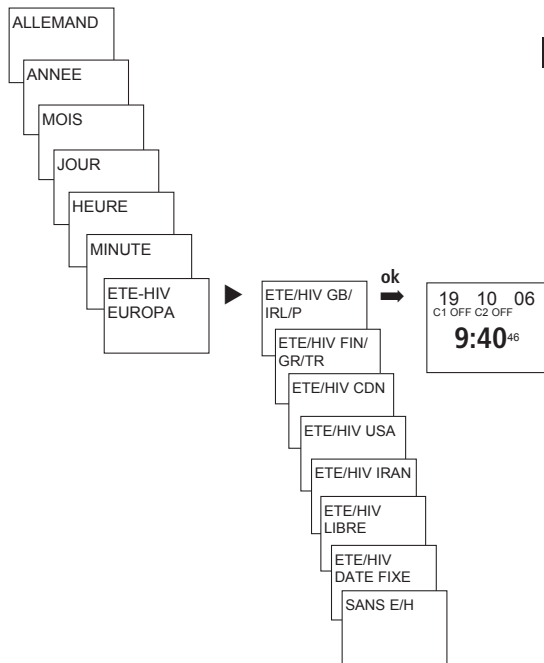 ALLEMAND
ANNEE
MOIS
JOUR
HEURE
MINUTE
ETE-HIV
EUROPA
ETE/HIV GB/
IRL/P
ETE/HIV FIN/
GR/TR
ETE/HIV CDN
ETE/HIV USA
ETE/HIV IRAN
ETE/HIV
LIBRE
ETE/HIV
DATE FIXE
SANS E/H
ok
19 10 06
C1 OFF C2 OFF
9:40 46